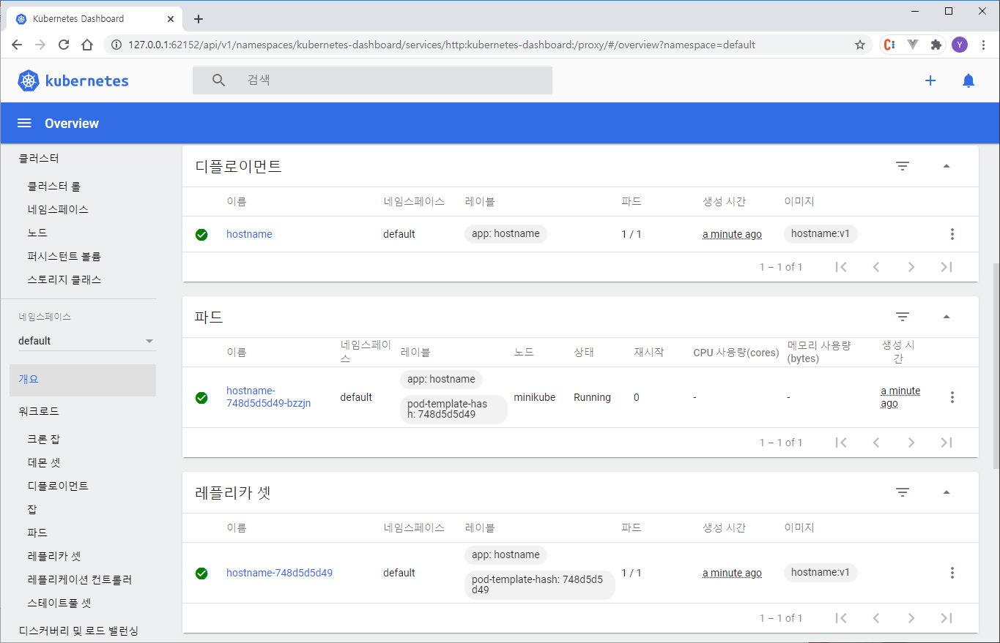 Kubernetes Dashboard
127.0.0.1:62152/api/v1/namespaces/kubernetes-dashboard/services/http:kubernetes-dashboard:/proxy/#/overview?namespace=default
Y
kubernetes
검색
Overview
클러스터
클러스터 롤
네임스페이스
노드
퍼시스턴트 볼륨
스토리지 클래스
네임스페이스
default
개요
워크로드
크론 잡
데몬 셋
디플로이먼트
잡
파드
레플리카 셋
레플리케이션 컨트롤러
스테이트풀 셋
디스커버리 및 로드 밸런싱
디플로이먼트
이름 네임스페이스 레이블 파드 생성 시간 이미지
hostname default app: hostname 1 / 1 a minute ago hostname:v1
1 – 1 of 1
파드
이름 네임스페이스 레이블 노드 상태 재시작 CPU 사용량(cores) 메모리 사용량 (bytes) 생성 시간
hostname-748d5d5d49-bzzjn default app: hostname pod-template-hash: 748d5d5d49 minikube Running 0 - - a minute ago
1 – 1 of 1
레플리카 셋
이름 네임스페이스 레이블 파드 생성 시간 이미지
hostname-748d5d5d49 default app: hostname pod-template-hash: 748d5d5d49 1 / 1 a minute ago hostname:v1
1 – 1 of 1